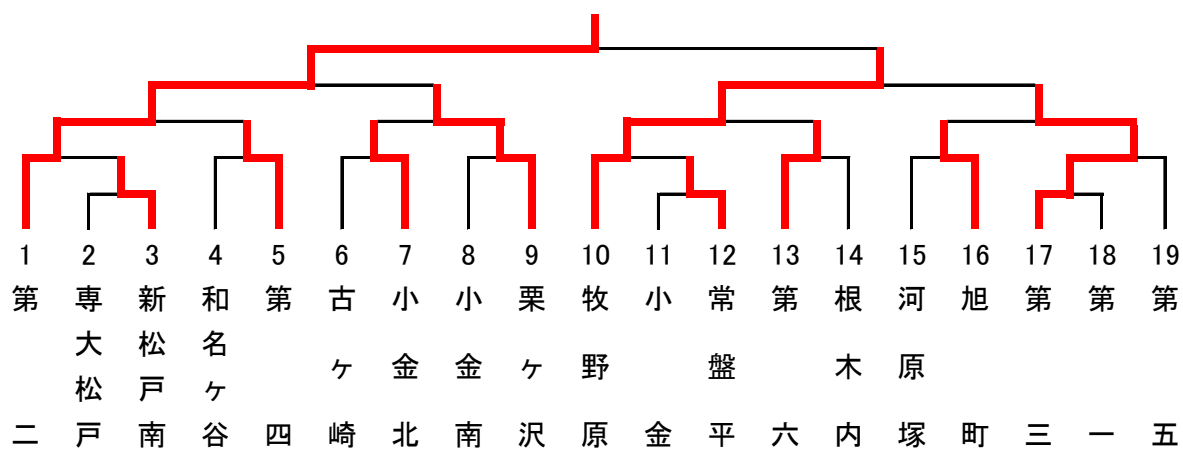 1 2 3 4 5 6 7 8 9 10 11 12 13 14 15 16 17 18 19
第二
専大松戸
新松戸南
和名ヶ谷
第四
古ヶ崎
小金北
小金南
栗ヶ沢
牧野原
小金
常盤平
第六
根木内
河原塚
旭町
第三
第一
第五